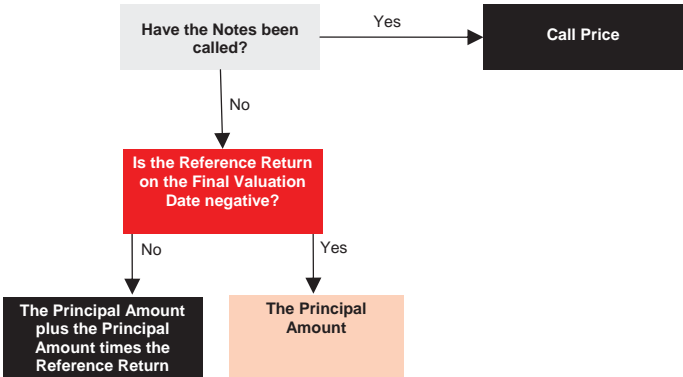 Have the Notes been
called?
Yes
Call Price
No
Is the Reference Return
on the Final Valuation
Date negative?
No
Yes
The Principal Amount
plus the Principal
Amount times the
Reference Return
The Principal
Amount